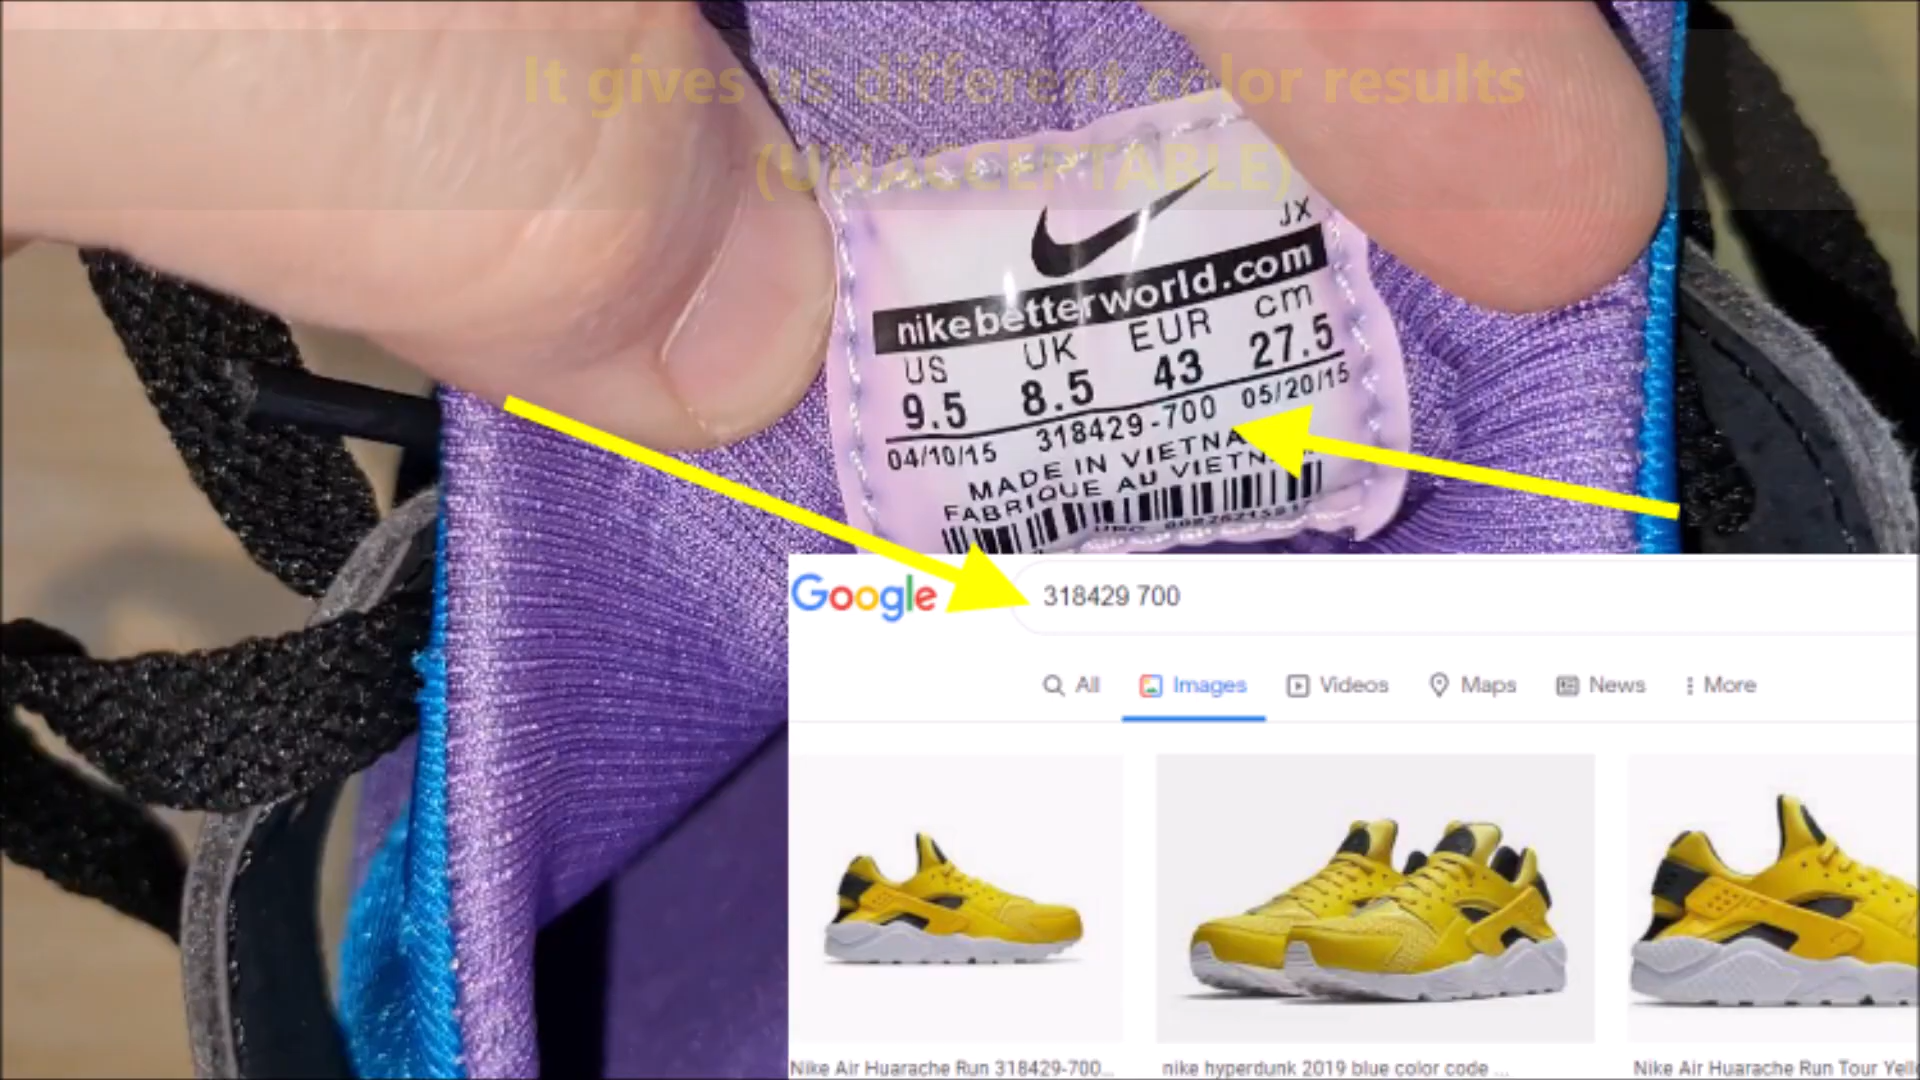 It gives us different color results
(UNACCEPTABLE)
JX
nikebetterworld.com
US UK EUR cm
9.5 8.5 43 27.5
04/10/15 318429-700 05/20/15
MADE IN
FABRIQUE AU
Google
318429 700
All Images Videos Maps News More
Nike Air Huarache Run 318429-700...
nike hyperdunk 2019 blue color code ...
Nike Air Huarache Run Tour